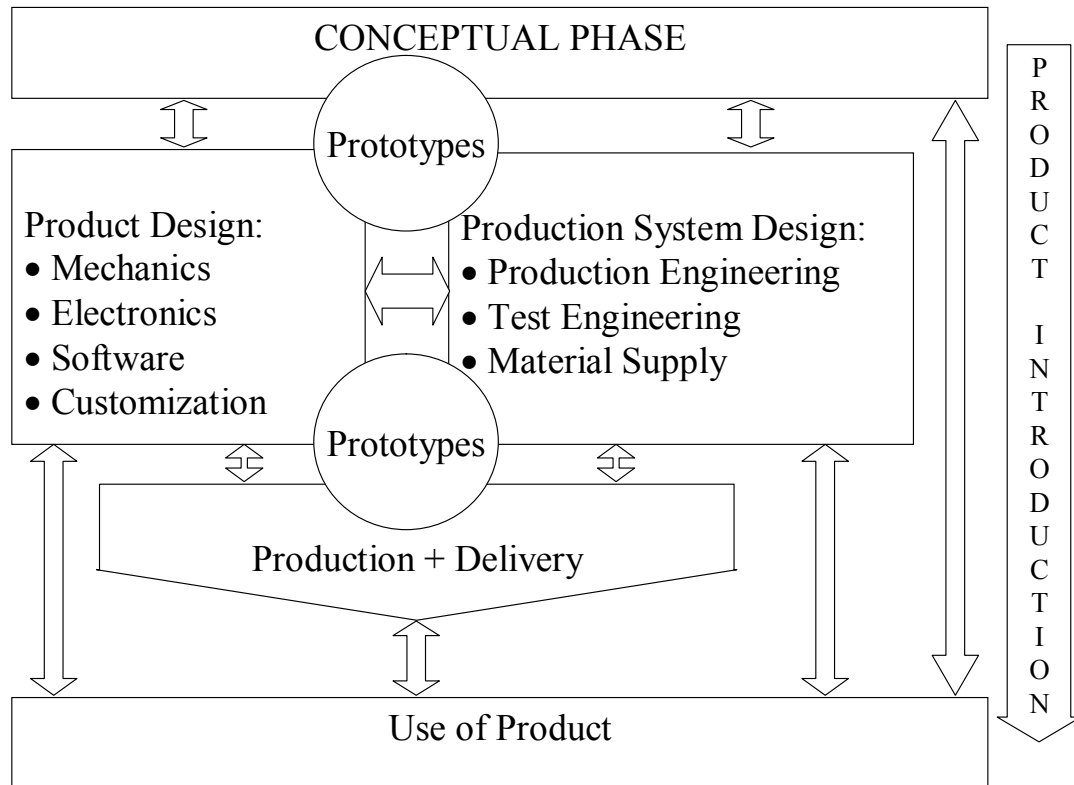 CONCEPTUAL PHASE
Prototypes
Product Design:
• Mechanics
• Electronics
• Software
• Customization
Production System Design:
• Production Engineering
• Test Engineering
• Material Supply
Prototypes
Production + Delivery
Use of Product
PRODUCT INTRODUCTION